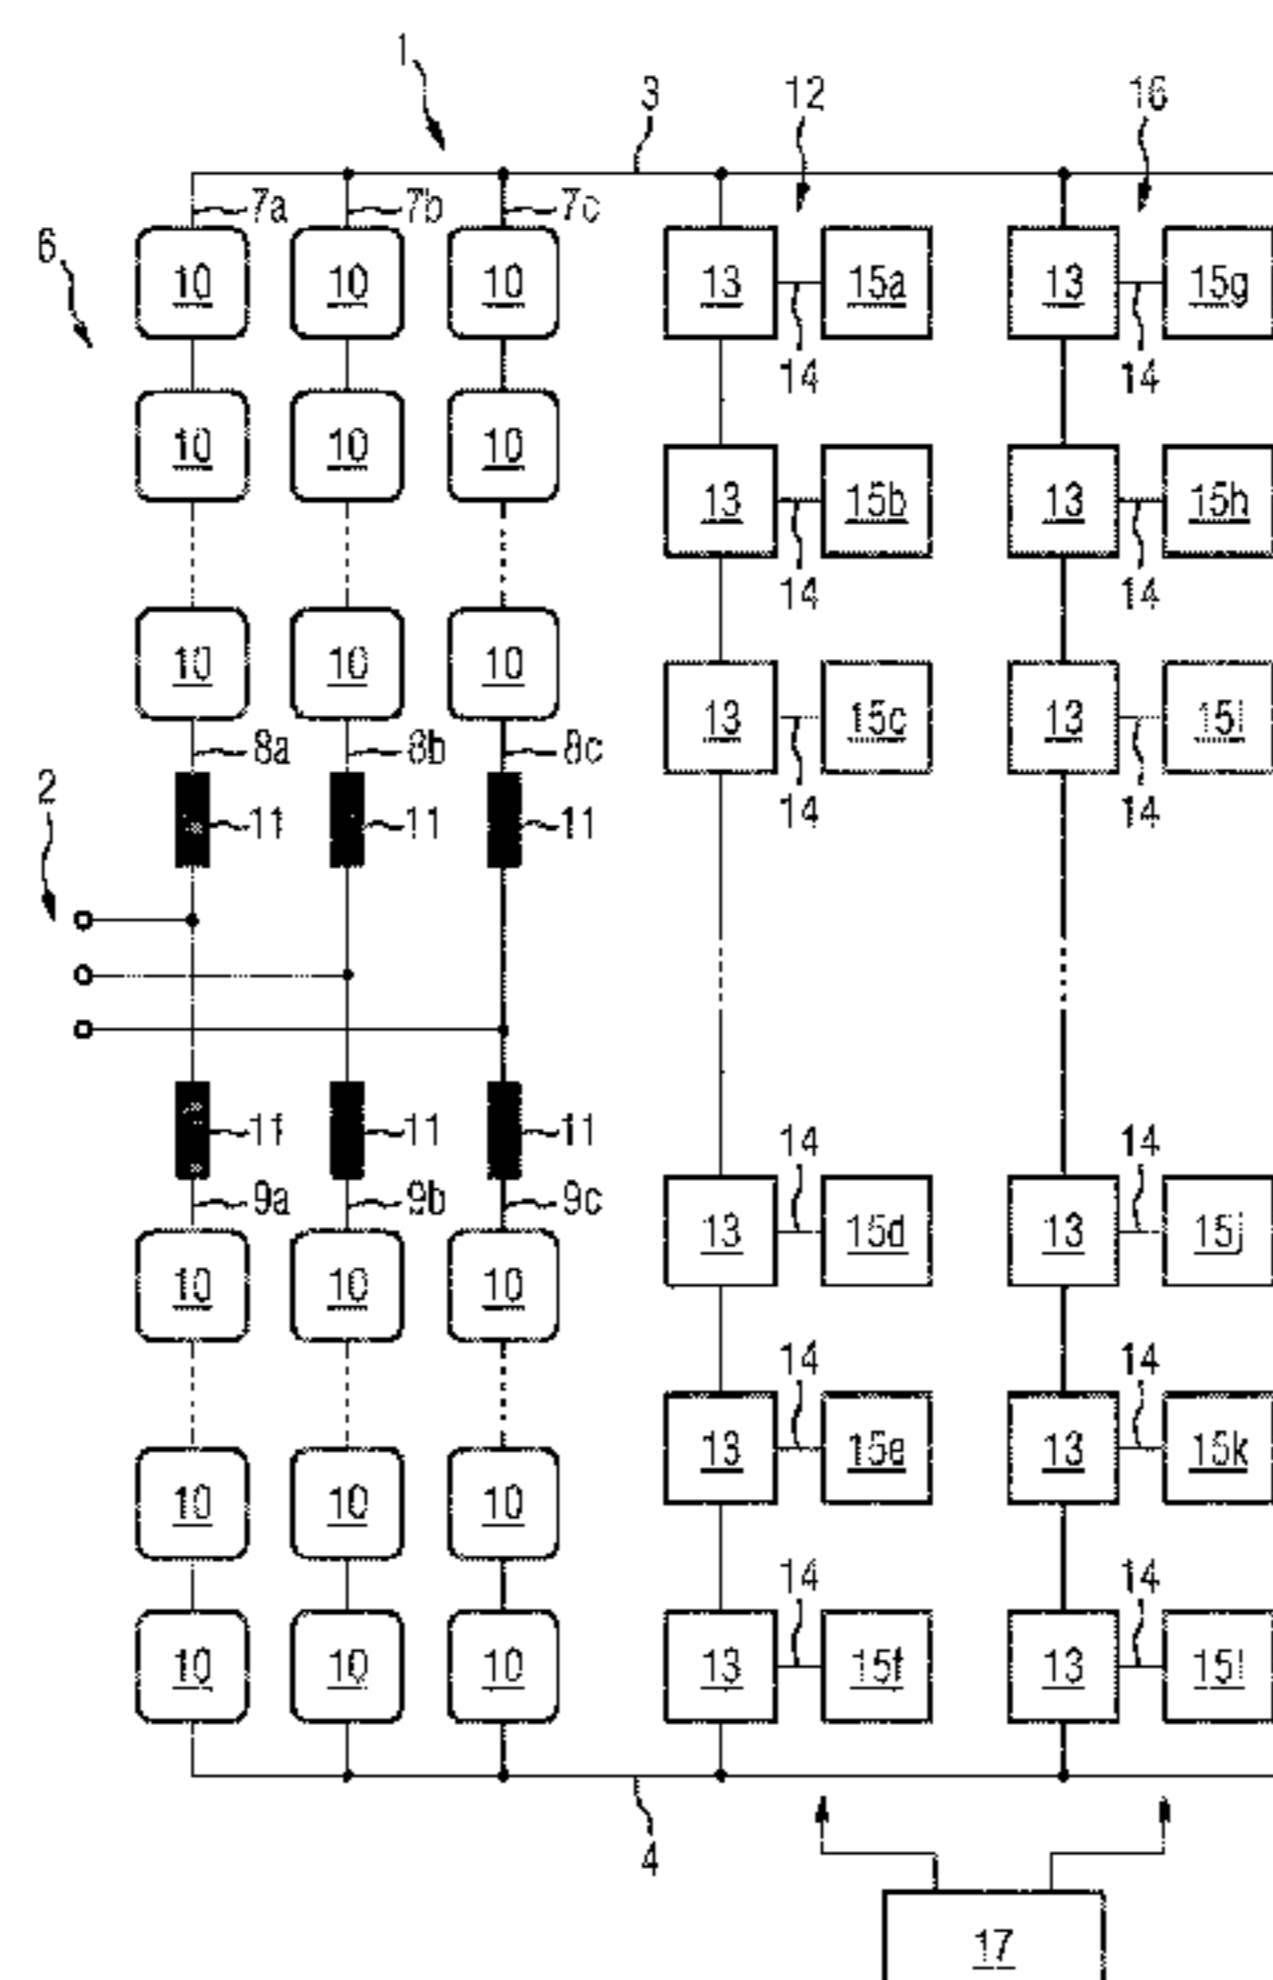 1
3 12 16
7a 7b 7c
6
10 10 10 13 15a 13 15g
14 14
10 10 10 13 15b 13 15h
14 14
10 10 10 13 15c 13 15i
8a 8b 8c
2 11 11 11 14 14
11 11 11 14 14
9a 9b 9c
10 10 10 13 15d 13 15j
14 14
10 10 10 13 15e 13 15k
14 14
10 10 10 13 15f 13 15l
4
17